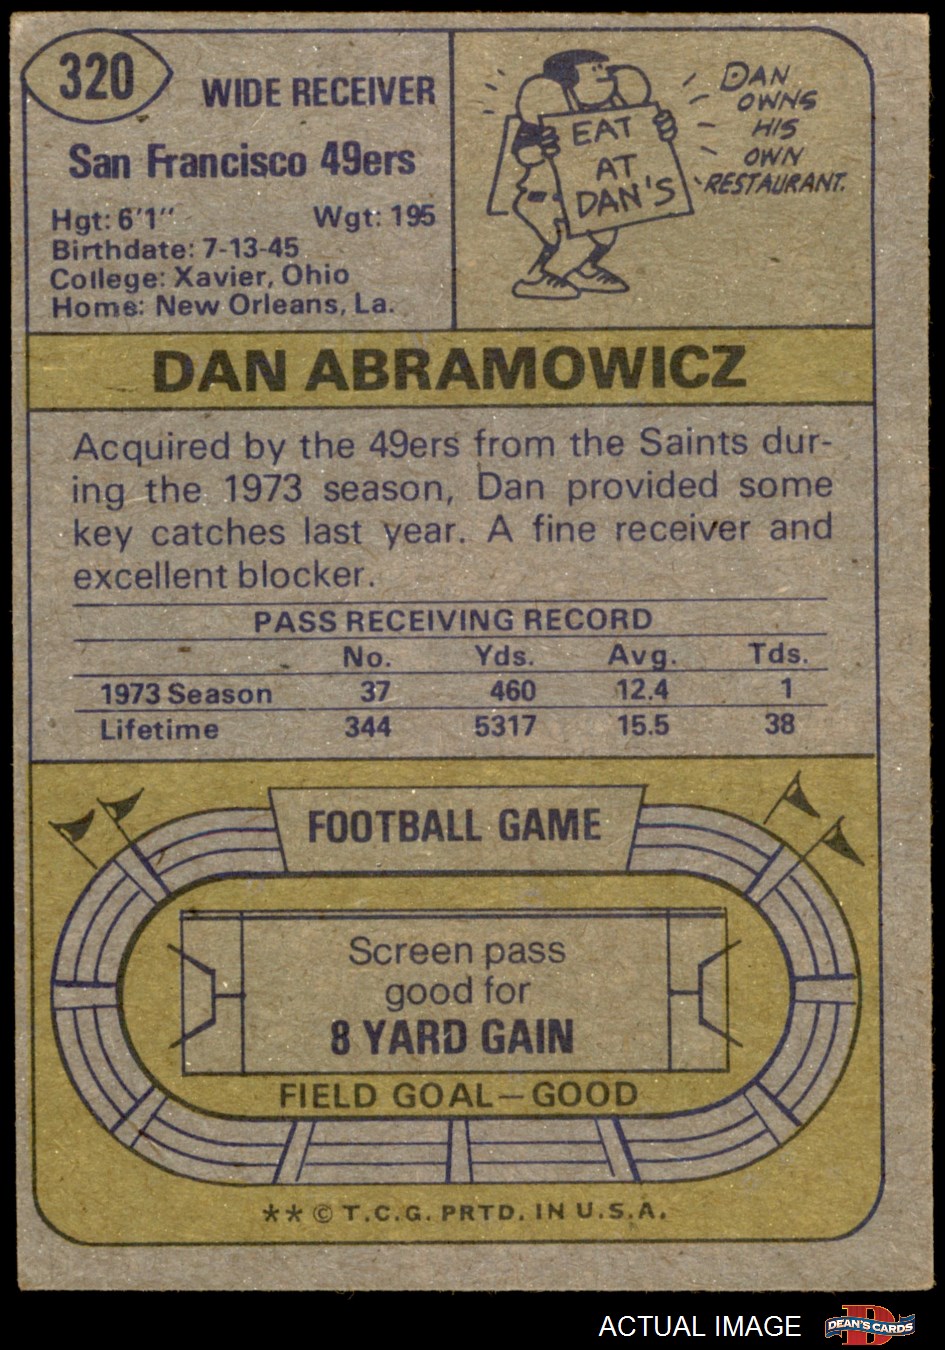 320
WIDE RECEIVER
San Francisco 49ers
Hgt: 6'1" Wgt: 195
Birthdate: 7-13-45
College: Xavier, Ohio
Home: New Orleans, La.
EAT
AT
DAN'S
DAN
OWNS
HIS
OWN
RESTAURANT.
DAN ABRAMOWICZ
Acquired by the 49ers from the Saints dur-
ing the 1973 season, Dan provided some
key catches last year. A fine receiver and
excellent blocker.
PASS RECEIVING RECORD
No. Yds. Avg. Tds.
1973 Season 37 460 12.4 1
Lifetime 344 5317 15.5 38
FOOTBALL GAME
Screen pass
good for
8 YARD GAIN
FIELD GOAL—GOOD
** © T.C.G. PRTD. IN U.S.A.
ACTUAL IMAGE
D
DEAN'S CARDS